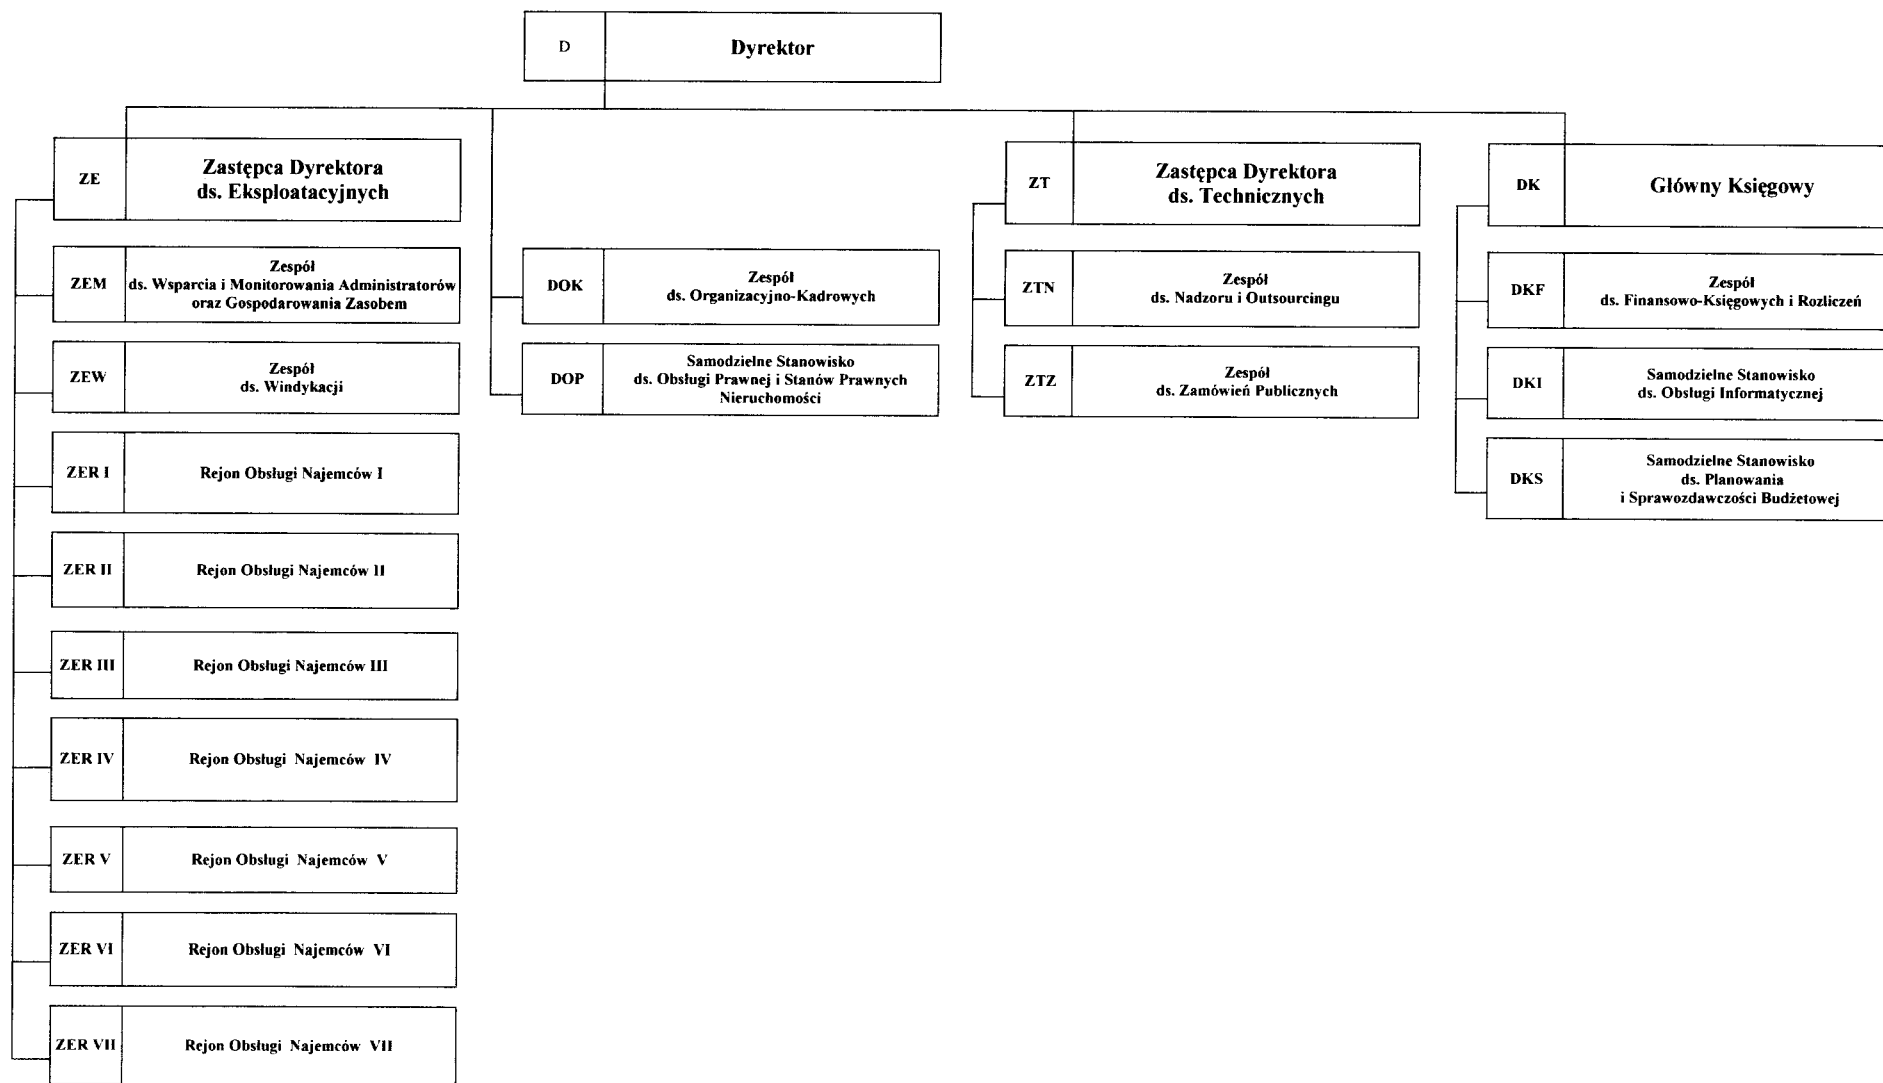 D Dyrektor
ZE Zastępca Dyrektora
ds. Eksploatacyjnych
ZEM Zespół
ds. Wsparcia i Monitorowania Administratorów
oraz Gospodarowania Zasobem
ZEW Zespół
ds. Windykacji
ZER I Rejon Obsługi Najemców I
ZER II Rejon Obsługi Najemców II
ZER III Rejon Obsługi Najemców III
ZER IV Rejon Obsługi Najemców IV
ZER V Rejon Obsługi Najemców V
ZER VI Rejon Obsługi Najemców VI
ZER VII Rejon Obsługi Najemców VII
DOK Zespół
ds. Organizacyjno-Kadrowych
DOP Samodzielne Stanowisko
ds. Obsługi Prawnej i Stanów Prawnych
Nieruchomości
ZT Zastępca Dyrektora
ds. Technicznych
ZTN Zespół
ds. Nadzoru i Outsourcingu
ZTZ Zespół
ds. Zamówień Publicznych
DK Główny Księgowy
DKF Zespół
ds. Finansowo-Księgowych i Rozliczeń
DKI Samodzielne Stanowisko
ds. Obsługi Informatycznej
DKS Samodzielne Stanowisko
ds. Planowania
i Sprawozdawczości Budżetowej